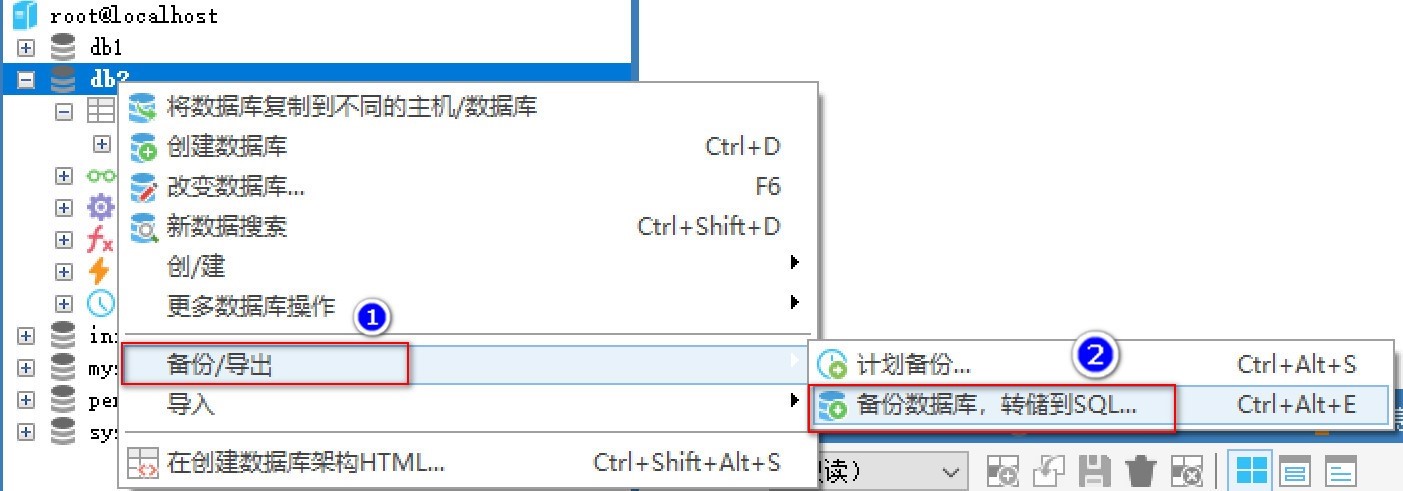 root@localhost
db1
db2
将数据库复制到不同的主机/数据库
创建数据库 Ctrl+D
改变数据库... F6
新数据搜索 Ctrl+Shift+D
创/建
更多数据库操作
1
备份/导出
2
计划备份... Ctrl+Alt+S
导入
备份数据库，转储到SQL... Ctrl+Alt+E
在创建数据库架构HTML... Ctrl+Shift+Alt+S
读）